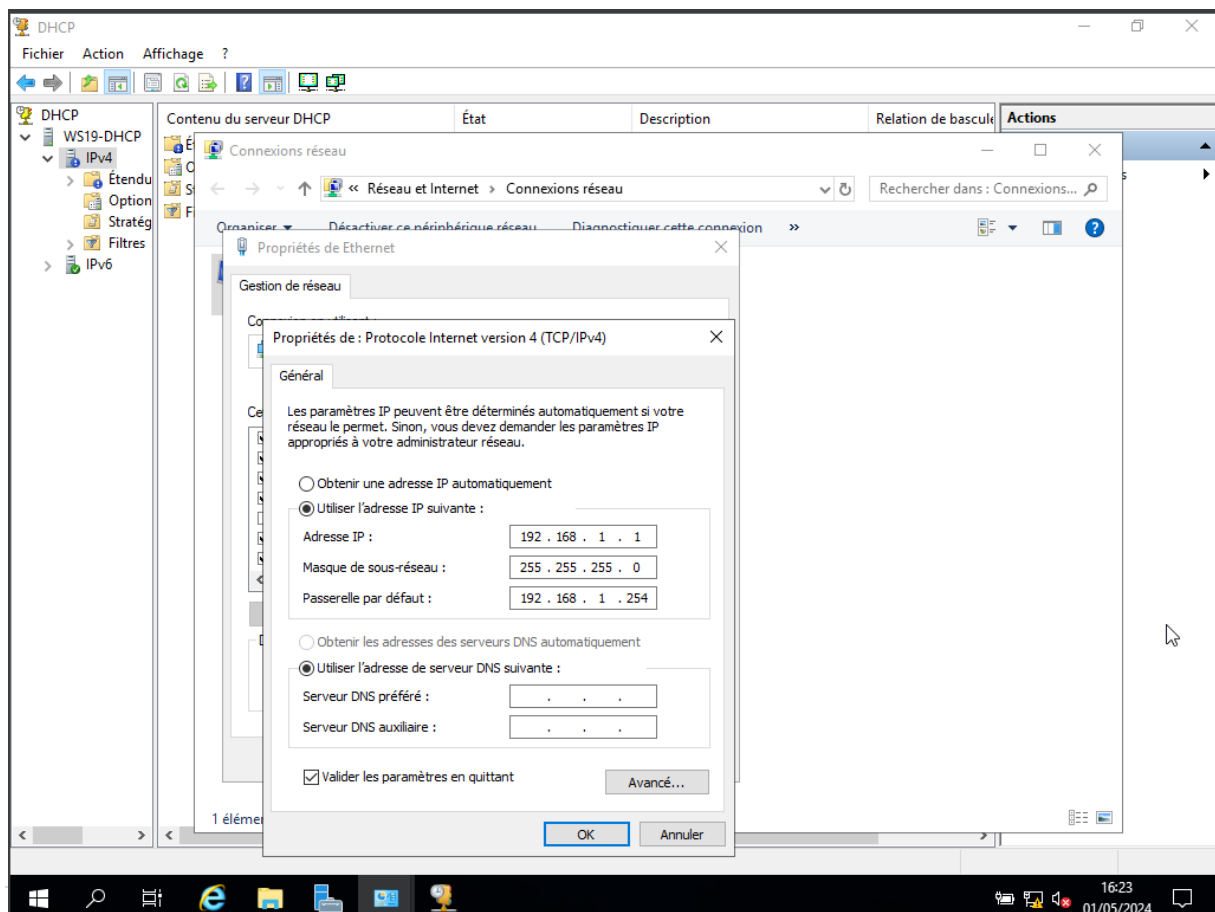 DHCP
Fichier Action Affichage ?
DHCP
WS19-DHCP
IPv4
Étendu
Option
Stratég
Filtres
IPv6
Contenu du serveur DHCP État Description Relation de bascule
Actions
Connexions réseau
« Réseau et Internet > Connexions réseau
Rechercher dans : Connexions...
Organiser Désactiver ce périphérique réseau Diagnostiquer cette connexion »
Propriétés de Ethernet
Gestion de réseau
Connexion en utilisant :
Propriétés de : Protocole Internet version 4 (TCP/IPv4)
Général
Les paramètres IP peuvent être déterminés automatiquement si votre
réseau le permet. Sinon, vous devez demander les paramètres IP
appropriés à votre administrateur réseau.
Obtenir une adresse IP automatiquement
Utiliser l'adresse IP suivante :
Adresse IP : 192 . 168 . 1 . 1
Masque de sous-réseau : 255 . 255 . 255 . 0
Passerelle par défaut : 192 . 168 . 1 . 254
Obtenir les adresses des serveurs DNS automatiquement
Utiliser l'adresse de serveur DNS suivante :
Serveur DNS préféré : . . .
Serveur DNS auxiliaire : . . .
Valider les paramètres en quittant
Avancé...
OK Annuler
1 éléme
16:23
01/05/2024